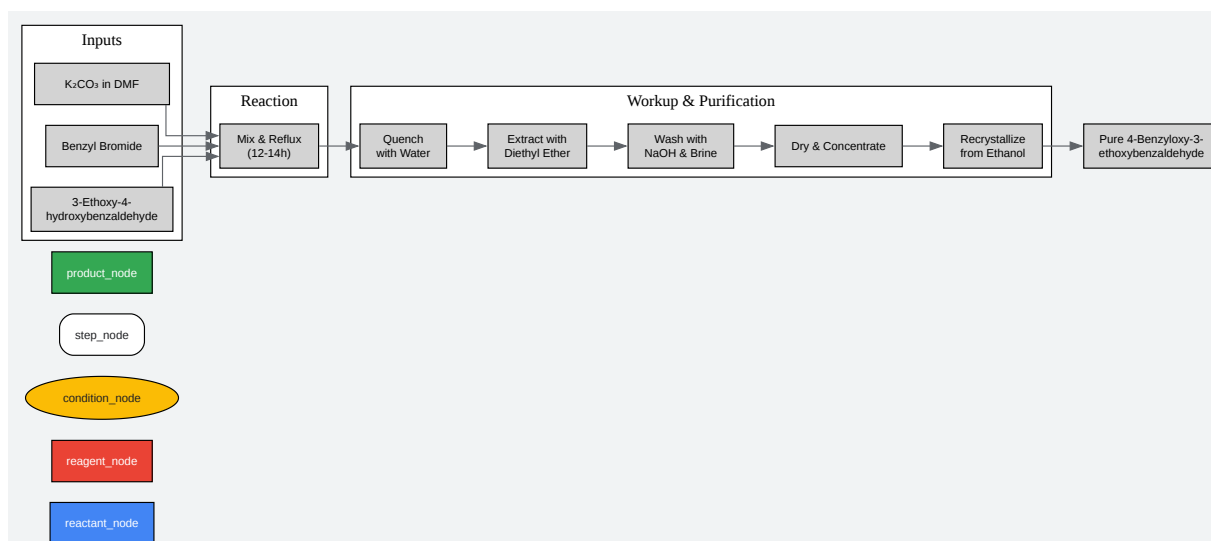 Inputs
K₂CO₃ in DMF
Benzyl Bromide
3-Ethoxy-4-
hydroxybenzaldehyde
Reaction
Mix & Reflux
(12-14h)
Workup & Purification
Quench
with Water
Extract with
Diethyl Ether
Wash with
NaOH & Brine
Dry & Concentrate
Recrystallize
from Ethanol
Pure 4-Benzyloxy-3-
ethoxybenzaldehyde
product_node
step_node
condition_node
reagent_node
reactant_node